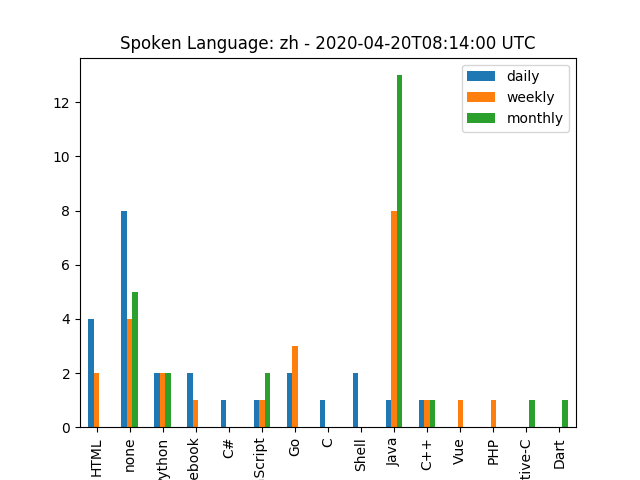 Spoken Language: zh - 2020-04-20T08:14:00 UTC
daily
weekly
monthly
12
10
8
6
4
2
0
HTML
none
ython
ebook
C#
Script
Go
C
Shell
Java
C++
Vue
PHP
tive-C
Dart